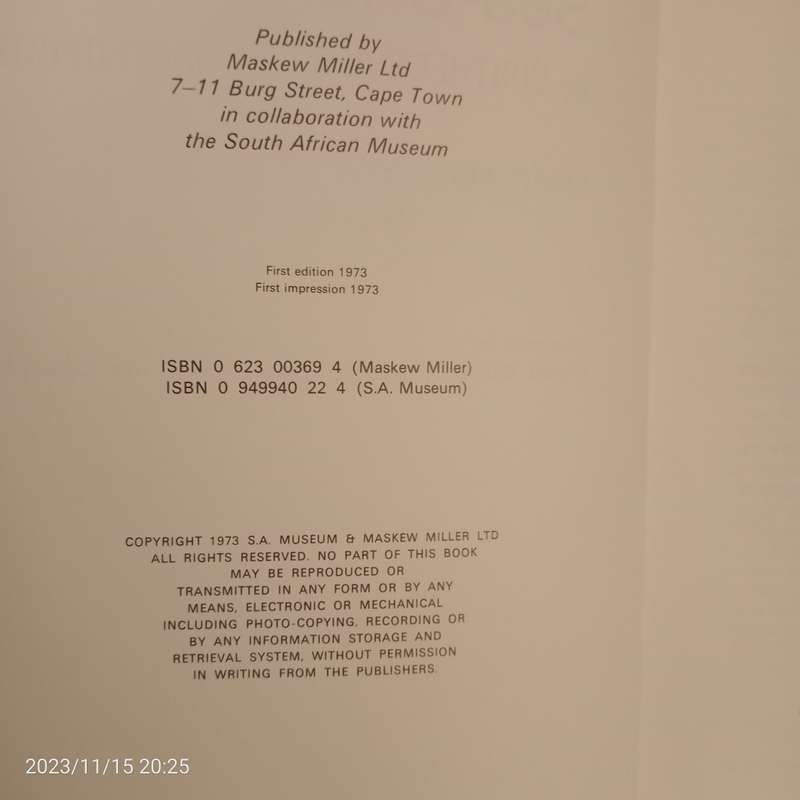 Published by
Maskew Miller Ltd
7–11 Burg Street, Cape Town
in collaboration with
the South African Museum
First edition 1973
First impression 1973
ISBN 0 623 00369 4 (Maskew Miller)
ISBN 0 949940 22 4 (S.A. Museum)
COPYRIGHT 1973 S.A. MUSEUM & MASKEW MILLER LTD
ALL RIGHTS RESERVED. NO PART OF THIS BOOK
MAY BE REPRODUCED OR
TRANSMITTED IN ANY FORM OR BY ANY
MEANS, ELECTRONIC OR MECHANICAL
INCLUDING PHOTO-COPYING, RECORDING OR
BY ANY INFORMATION STORAGE AND
RETRIEVAL SYSTEM, WITHOUT PERMISSION
IN WRITING FROM THE PUBLISHERS.
2023/11/15 20:25